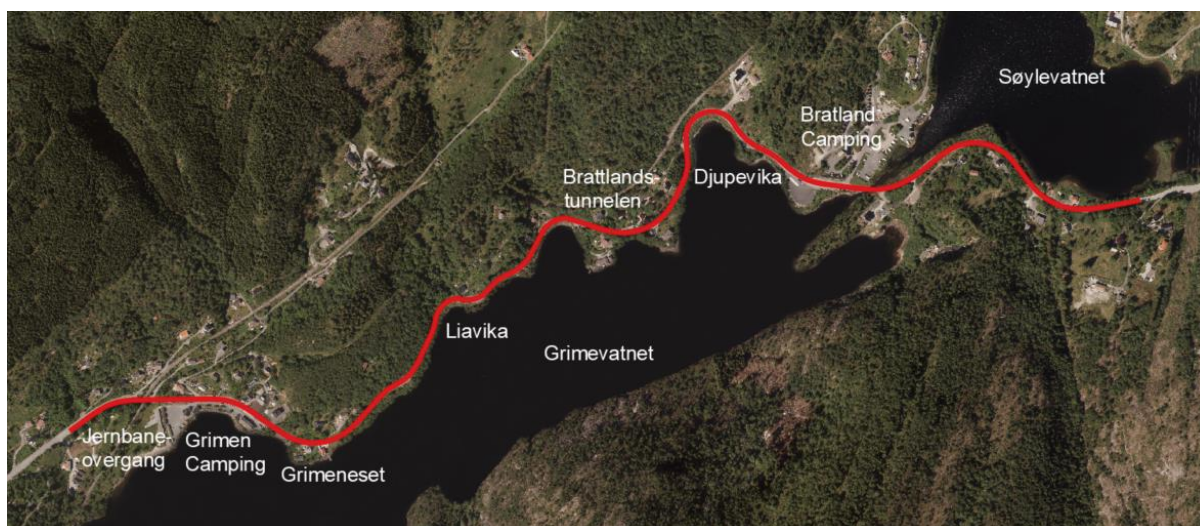 Søylevatnet
Bratland
Camping
Brattlands-
tunnelen
Djupevika
Liavika
Grimevatnet
Jernbane-
overgang
Grimen
Camping
Grimeneset